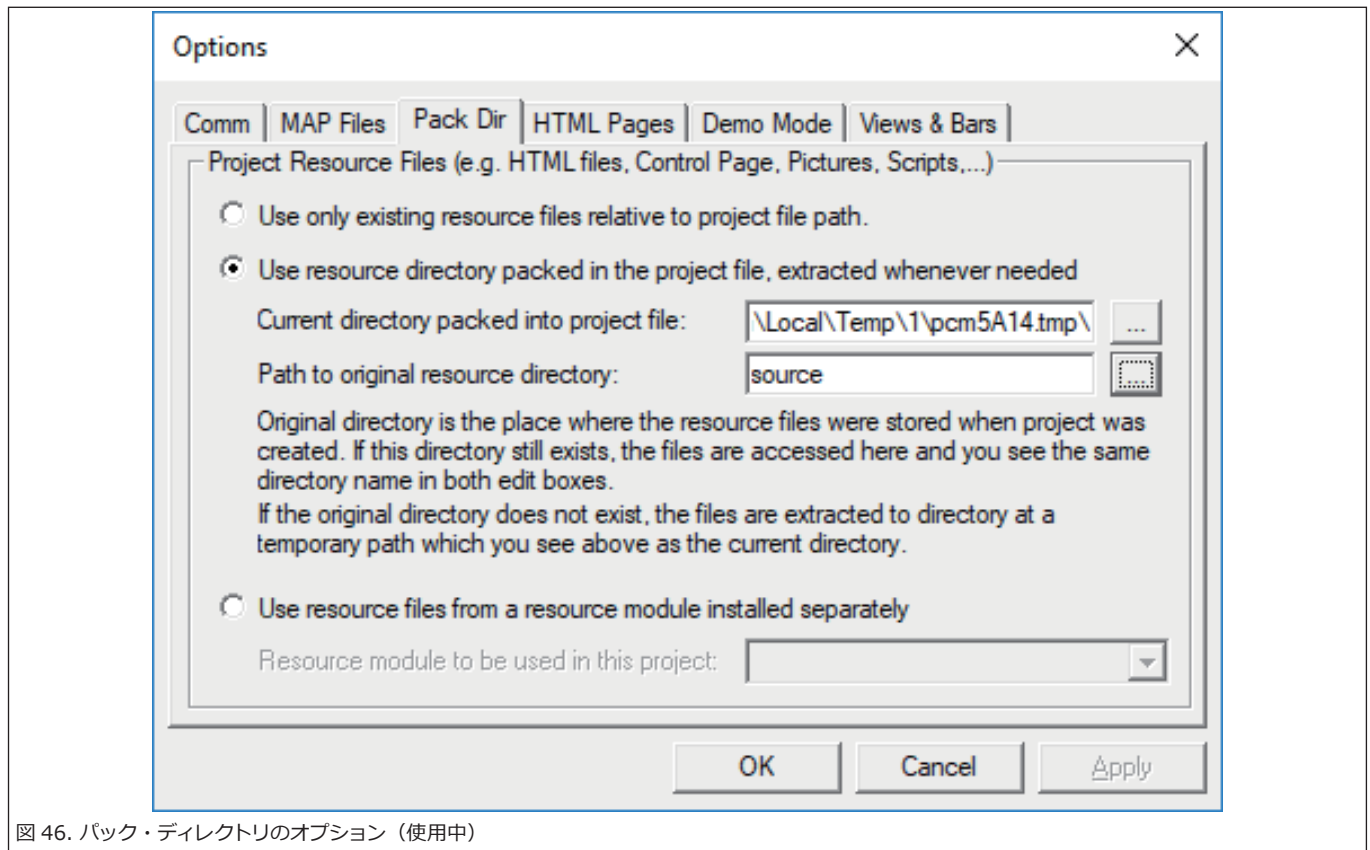 Options
Comm
MAP Files
Pack Dir
HTML Pages
Demo Mode
Views & Bars
Project Resource Files (e.g. HTML files, Control Page, Pictures, Scripts,...)
Use only existing resource files relative to project file path.
Use resource directory packed in the project file, extracted whenever needed
Current directory packed into project file:
\Local\Temp\1\pcm5A14.tmp\
...
Path to original resource directory:
source
...
Original directory is the place where the resource files were stored when project was
created. If this directory still exists, the files are accessed here and you see the same
directory name in both edit boxes.
If the original directory does not exist, the files are extracted to directory at a
temporary path which you see above as the current directory.
Use resource files from a resource module installed separately
Resource module to be used in this project:
OK
Cancel
Apply
図 46. パック・ディレクトリのオプション（使用中）